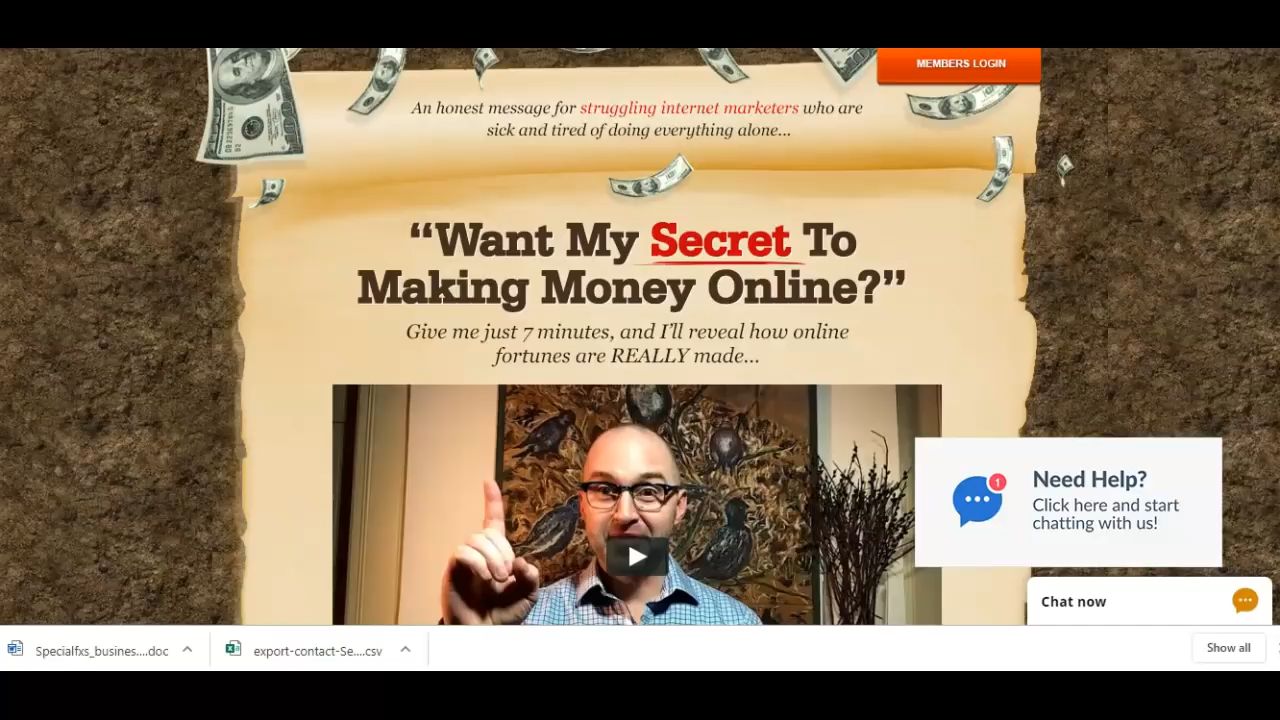 MEMBERS LOGIN
An honest message for struggling internet marketers who are
sick and tired of doing everything alone...
“Want My Secret To
Making Money Online?”
Give me just 7 minutes, and I’ll reveal how online
fortunes are REALLY made...
1
Need Help?
Click here and start
chatting with us!
Chat now
Specialfxs_busines....doc
export-contact-Se....csv
Show all